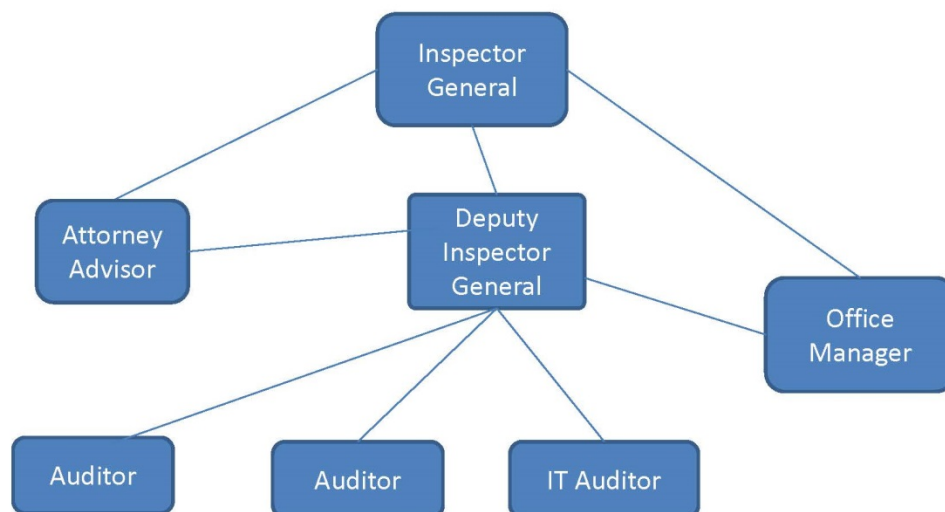 Inspector
General
Attorney
Advisor
Deputy
Inspector
General
Office
Manager
Auditor
Auditor
IT Auditor